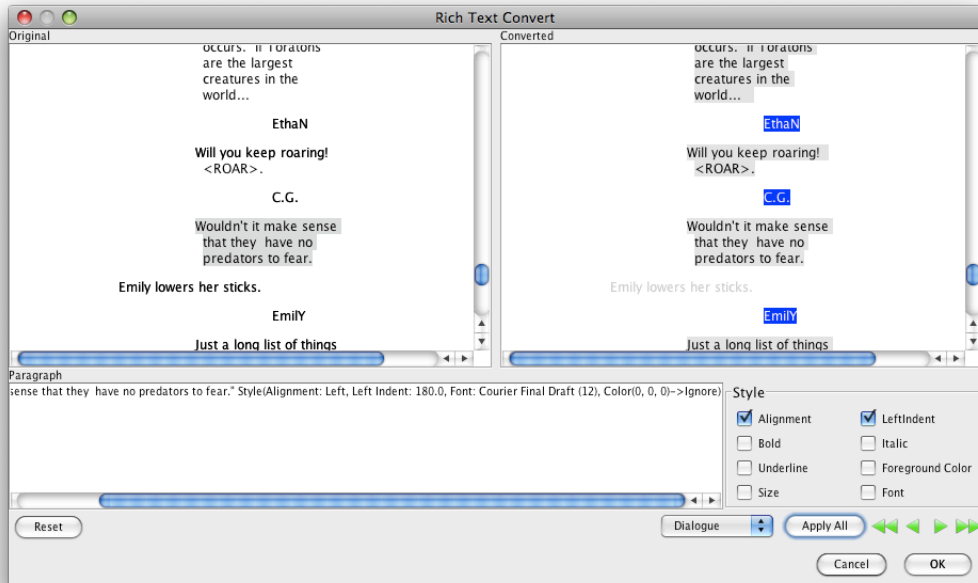 Rich Text Convert
Original
occurs. If Toratons
are the largest
creatures in the
world...
EthaN
Will you keep roaring!
<ROAR>.
C.G.
Wouldn't it make sense
that they  have no
predators to fear.
Emily lowers her sticks.
EmilY
Just a long list of things
Converted
occurs. If Toratons
are the largest
creatures in the
world...
EthaN
Will you keep roaring!
<ROAR>.
C.G.
Wouldn't it make sense
that they  have no
predators to fear.
Emily lowers her sticks.
EmilY
Just a long list of things
Paragraph
sense that they  have no predators to fear." Style(Alignment: Left, Left Indent: 180.0, Font: Courier Final Draft (12), Color(0, 0, 0)->Ignore)
Style
Alignment
LeftIndent
Bold
Italic
Underline
Foreground Color
Size
Font
Reset
Dialogue
Apply All
Cancel
OK